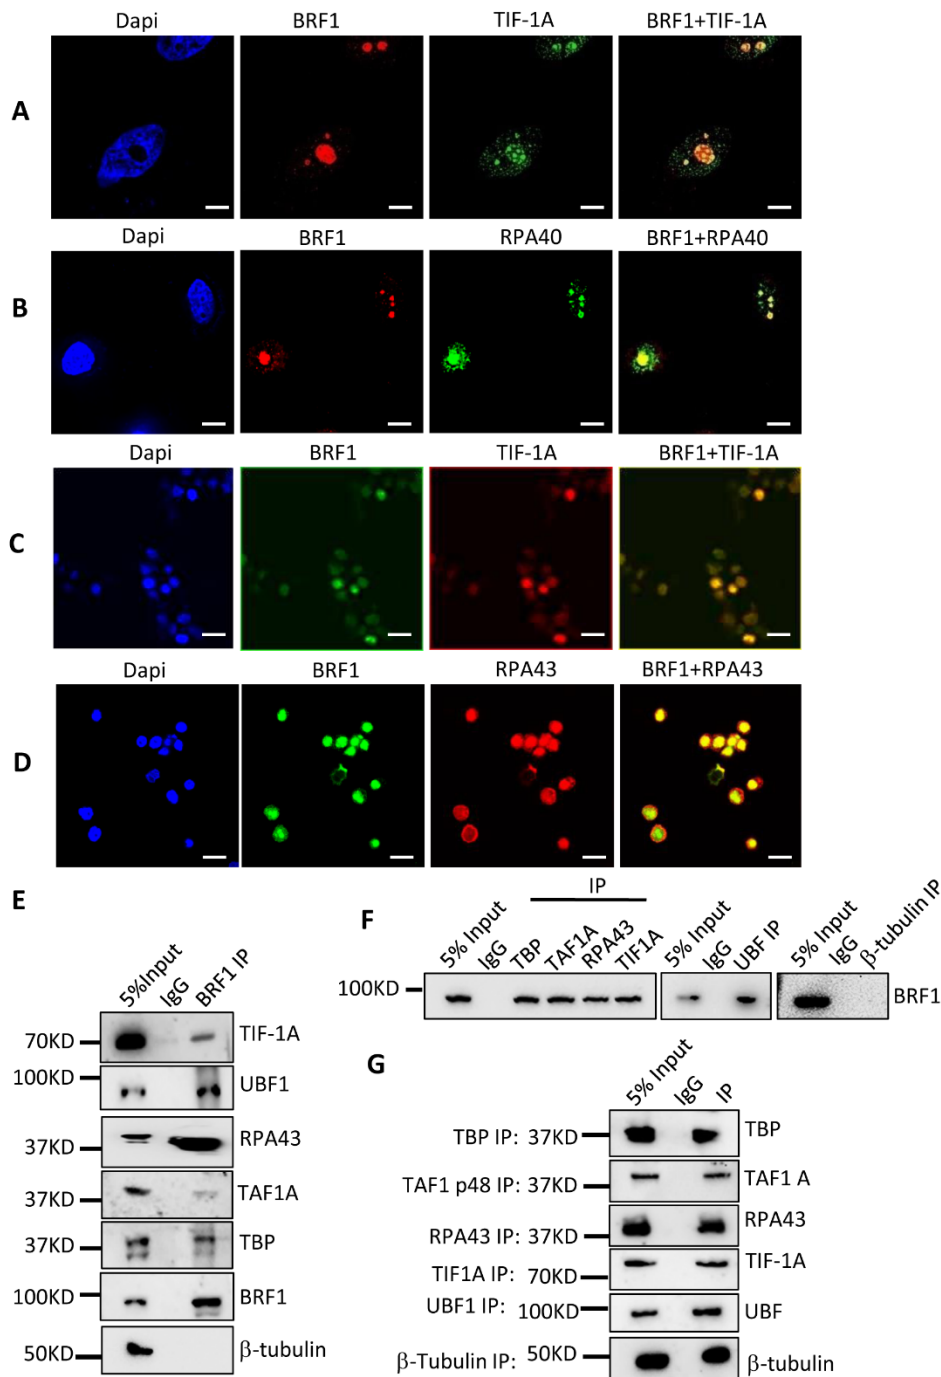 Dapi BRF1 TIF-1A BRF1+TIF-1A
A
Dapi BRF1 RPA40 BRF1+RPA40
B
Dapi BRF1 TIF-1A BRF1+TIF-1A
C
Dapi BRF1 RPA43 BRF1+RPA43
D
E
5%Input IgG BRF1 IP
70KD TIF-1A
100KD UBF1
37KD RPA43
37KD TAF1A
37KD TBP
100KD BRF1
50KD β-tubulin
F
IP
5% Input IgG TBP TAF1A RPA43 TIF1A 5% Input IgG UBF IP 5% Input IgG β-tubulin IP
100KD BRF1
G
5% Input IgG IP
TBP IP: 37KD TBP
TAF1 p48 IP: 37KD TAF1 A
RPA43 IP: 37KD RPA43
TIF1A IP: 70KD TIF-1A
UBF1 IP: 100KD UBF
β-Tubulin IP: 50KD β-tubulin